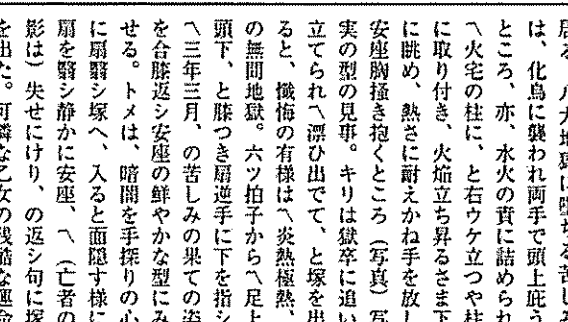 居る。八大地獄に堕ちる苦しみ
は、化鳥に襲われ両手で頭上庇う
ところ、亦、水火の責に詰められ
〽火宅の柱に、と右ウケ立つや柱
に取り付き、火焔立ち昇るさま下
に眺め、熱さに耐えかね手を放し
安座胸掻き抱くところ（写真）写
実の型の見事。キリは獄卒に追い
立てられ〽漂ひ出でて、と塚を出
ると、懺悔の有様は〽炎熱極熱、
の無間地獄。六ツ拍子から〽足上
頭下、と膝つき扇逆手に下を指シ
〽三年三月、の苦しみの果ての姿
を合膝返シ安座の鮮やかな型にみ
せる。トメは、暗闇を手探りの心
に扇翳シ塚へ、入ると面隠す様に
扇を翳シ静かに安座、〽（亡者の
影は）失せにけり、の返シ句に塚
を出た。可憐な乙女の残酷な運命